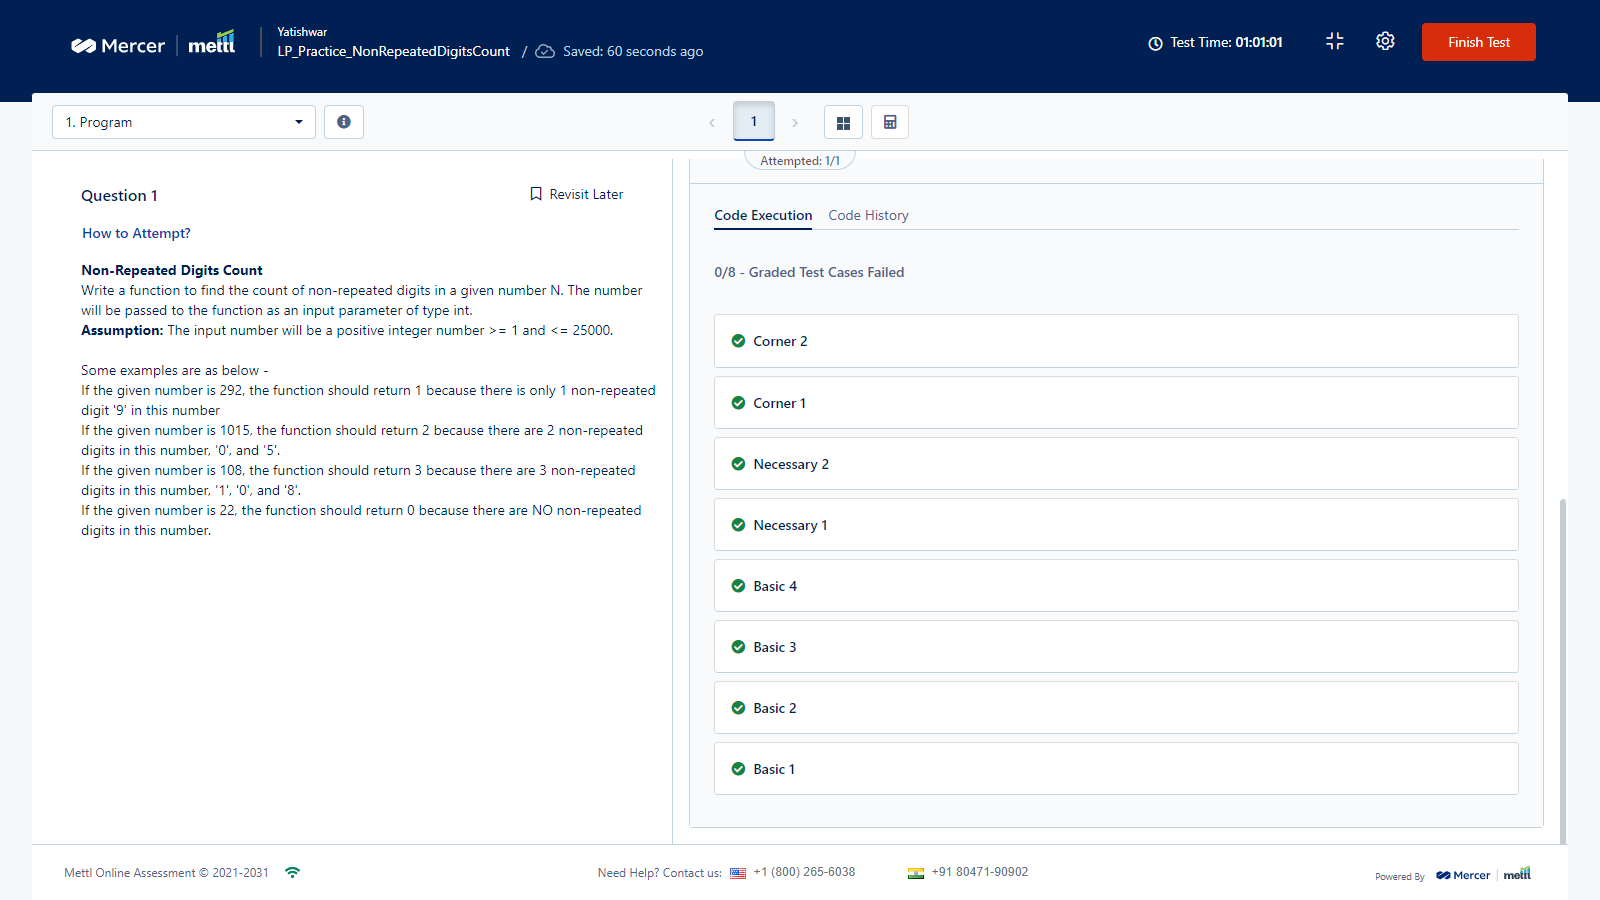 Mercer | mettl
Yatishwar
LP_Practice_NonRepeatedDigitsCount / Saved: 60 seconds ago
Test Time: 01:01:01
Finish Test
1. Program
1
Attempted: 1/1
Question 1
Revisit Later
How to Attempt?
Non-Repeated Digits Count
Write a function to find the count of non-repeated digits in a given number N. The number
will be passed to the function as an input parameter of type int.
Assumption: The input number will be a positive integer number >= 1 and <= 25000.
Some examples are as below -
If the given number is 292, the function should return 1 because there is only 1 non-repeated
digit '9' in this number
If the given number is 1015, the function should return 2 because there are 2 non-repeated
digits in this number, '0', and '5'.
If the given number is 108, the function should return 3 because there are 3 non-repeated
digits in this number, '1', '0', and '8'.
If the given number is 22, the function should return 0 because there are NO non-repeated
digits in this number.
Code Execution
Code History
0/8 - Graded Test Cases Failed
Corner 2
Corner 1
Necessary 2
Necessary 1
Basic 4
Basic 3
Basic 2
Basic 1
Mettl Online Assessment © 2021-2031
Need Help? Contact us: +1 (800) 265-6038
+91 80471-90902
Powered By Mercer | mettl